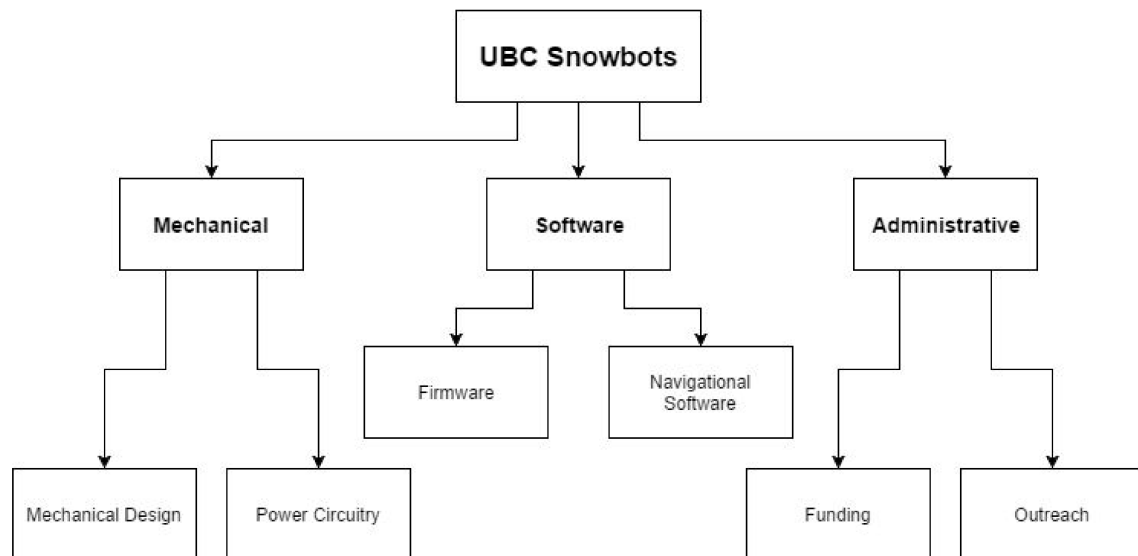 UBC Snowbots
Mechanical
Software
Administrative
Firmware
Navigational
Software
Mechanical Design
Power Circuitry
Funding
Outreach